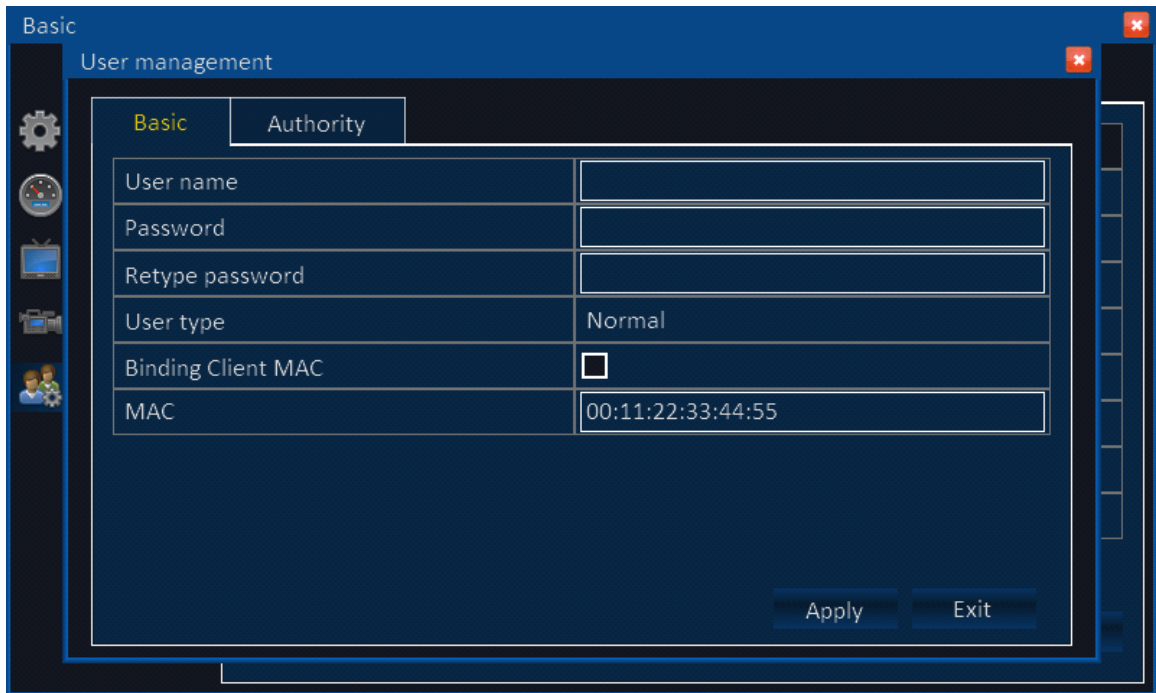 Basic
User management
Basic Authority
User name
Password
Retype password
User type Normal
Binding Client MAC
MAC 00:11:22:33:44:55
Apply Exit